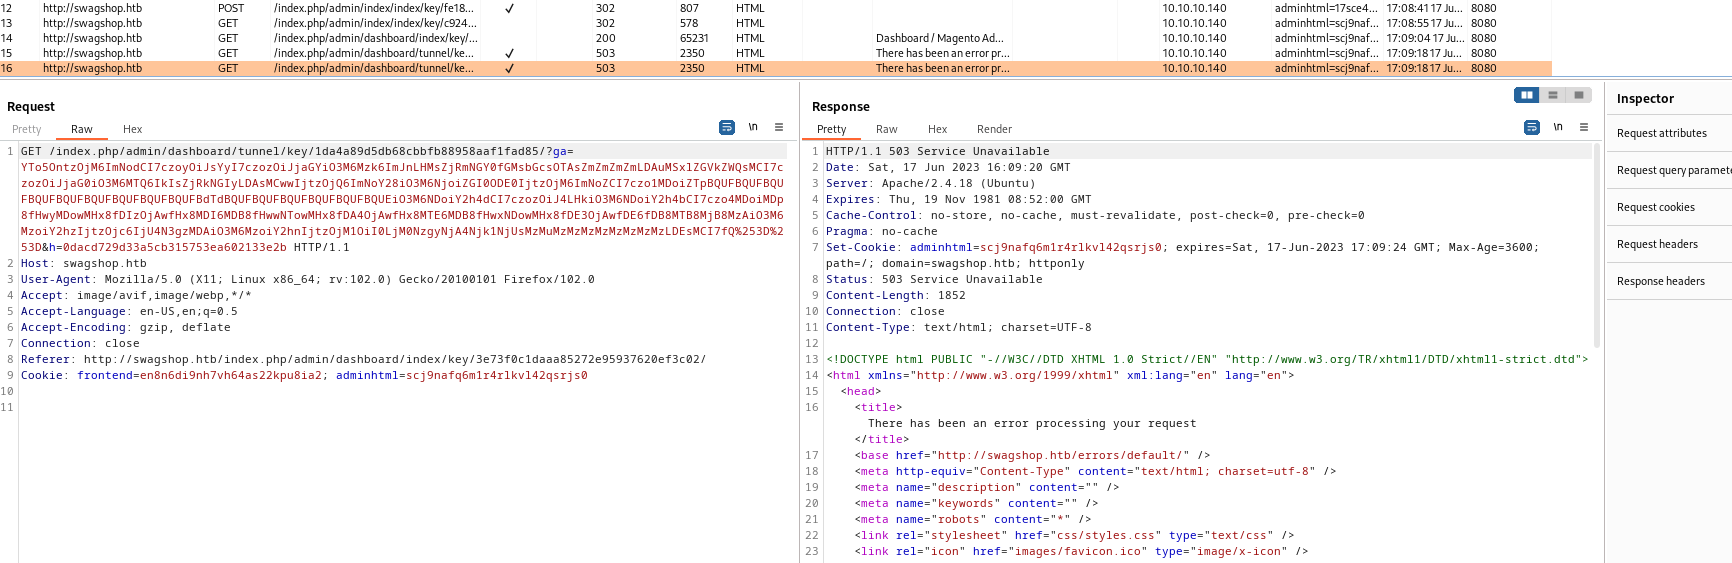 12 http://swagshop.htb POST /index.php/admin/index/index/key/fe18... ✓ 302 807 HTML 10.10.10.140 adminhtml=17sce4... 17:08:41 17 Ju... 8080
13 http://swagshop.htb GET /index.php/admin/index/index/key/c924... 302 578 HTML 10.10.10.140 adminhtml=scj9naf... 17:08:55 17 Ju... 8080
14 http://swagshop.htb GET /index.php/admin/dashboard/index/key/... 200 65231 HTML Dashboard / Magento Ad... 10.10.10.140 adminhtml=scj9naf... 17:09:04 17 Ju... 8080
15 http://swagshop.htb GET /index.php/admin/dashboard/tunnel/ke... ✓ 503 2350 HTML There has been an error pr... 10.10.10.140 adminhtml=scj9naf... 17:09:18 17 Ju... 8080
16 http://swagshop.htb GET /index.php/admin/dashboard/tunnel/ke... ✓ 503 2350 HTML There has been an error pr... 10.10.10.140 adminhtml=scj9naf... 17:09:18 17 Ju... 8080
Request
Pretty Raw Hex
\n
1 GET /index.php/admin/dashboard/tunnel/key/1da4a89d5db68cbbfb88958aaf1fad85/?ga=
53D&h=0dacd729d33a5cb315753ea602133e2b HTTP/1.1
2 Host: swagshop.htb
3 User-Agent: Mozilla/5.0 (X11; Linux x86_64; rv:102.0) Gecko/20100101 Firefox/102.0
4 Accept: image/avif,image/webp,*/*
5 Accept-Language: en-US,en;q=0.5
6 Accept-Encoding: gzip, deflate
7 Connection: close
8 Referer: http://swagshop.htb/index.php/admin/dashboard/index/key/3e73f0c1daaa85272e95937620ef3c02/
9 Cookie: frontend=en8n6di9nh7vh64as22kpu8ia2; adminhtml=scj9nafq6m1r4r1kvl42qsrjs0
10
11
Response
Pretty Raw Hex Render
\n
1 HTTP/1.1 503 Service Unavailable
2 Date: Sat, 17 Jun 2023 16:09:20 GMT
3 Server: Apache/2.4.18 (Ubuntu)
4 Expires: Thu, 19 Nov 1981 08:52:00 GMT
5 Cache-Control: no-store, no-cache, must-revalidate, post-check=0, pre-check=0
6 Pragma: no-cache
7 Set-Cookie: adminhtml=scj9nafq6m1r4r1kvl42qsrjs0; expires=Sat, 17-Jun-2023 17:09:24 GMT; Max-Age=3600;
path=/; domain=swagshop.htb; httponly
8 Status: 503 Service Unavailable
9 Content-Length: 1852
10 Connection: close
11 Content-Type: text/html; charset=UTF-8
12
13 <!DOCTYPE html PUBLIC "-//W3C//DTD XHTML 1.0 Strict//EN" "http://www.w3.org/TR/xhtml1/DTD/xhtml1-strict.dtd">
14 <html xmlns="http://www.w3.org/1999/xhtml" xml:lang="en" lang="en">
15 <head>
16 <title>
There has been an error processing your request
</title>
17 <base href="http://swagshop.htb/errors/default/" />
18 <meta http-equiv="Content-Type" content="text/html; charset=utf-8" />
19 <meta name="description" content="" />
20 <meta name="keywords" content="" />
21 <meta name="robots" content="*" />
22 <link rel="stylesheet" href="css/styles.css" type="text/css" />
23 <link rel="icon" href="images/favicon.ico" type="image/x-icon" />
Inspector
Request attributes
Request query paramete
Request cookies
Request headers
Response headers